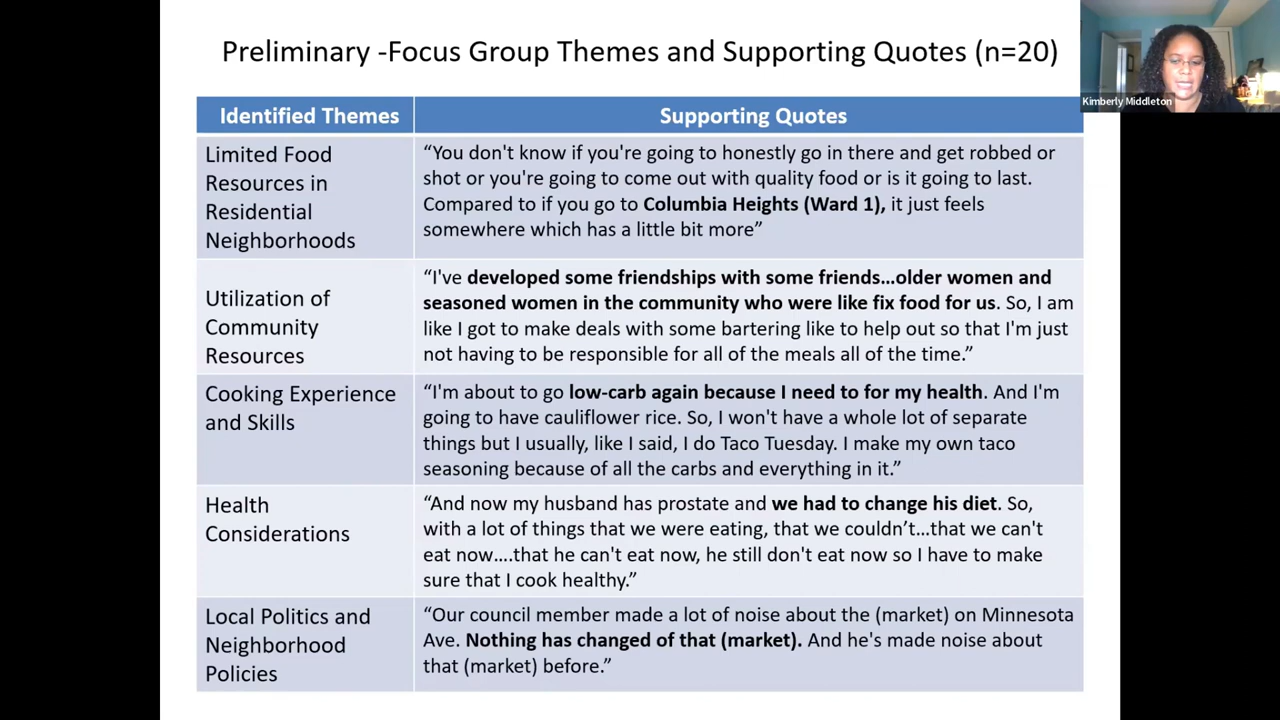 Preliminary -Focus Group Themes and Supporting Quotes (n=20)
Kimberly Middleton
Identified Themes
Supporting Quotes
Limited Food
Resources in
Residential
Neighborhoods
“You don't know if you're going to honestly go in there and get robbed or
shot or you're going to come out with quality food or is it going to last.
Compared to if you go to Columbia Heights (Ward 1), it just feels
somewhere which has a little bit more”
Utilization of
Community
Resources
“I've developed some friendships with some friends…older women and
seasoned women in the community who were like fix food for us. So, I am
like I got to make deals with some bartering like to help out so that I'm just
not having to be responsible for all of the meals all of the time.”
Cooking Experience
and Skills
“I'm about to go low-carb again because I need to for my health. And I'm
going to have cauliflower rice. So, I won't have a whole lot of separate
things but I usually, like I said, I do Taco Tuesday. I make my own taco
seasoning because of all the carbs and everything in it.”
Health
Considerations
“And now my husband has prostate and we had to change his diet. So,
with a lot of things that we were eating, that we couldn’t…that we can't
eat now….that he can't eat now, he still don't eat now so I have to make
sure that I cook healthy.”
Local Politics and
Neighborhood
Policies
“Our council member made a lot of noise about the (market) on Minnesota
Ave. Nothing has changed of that (market). And he's made noise about
that (market) before.”